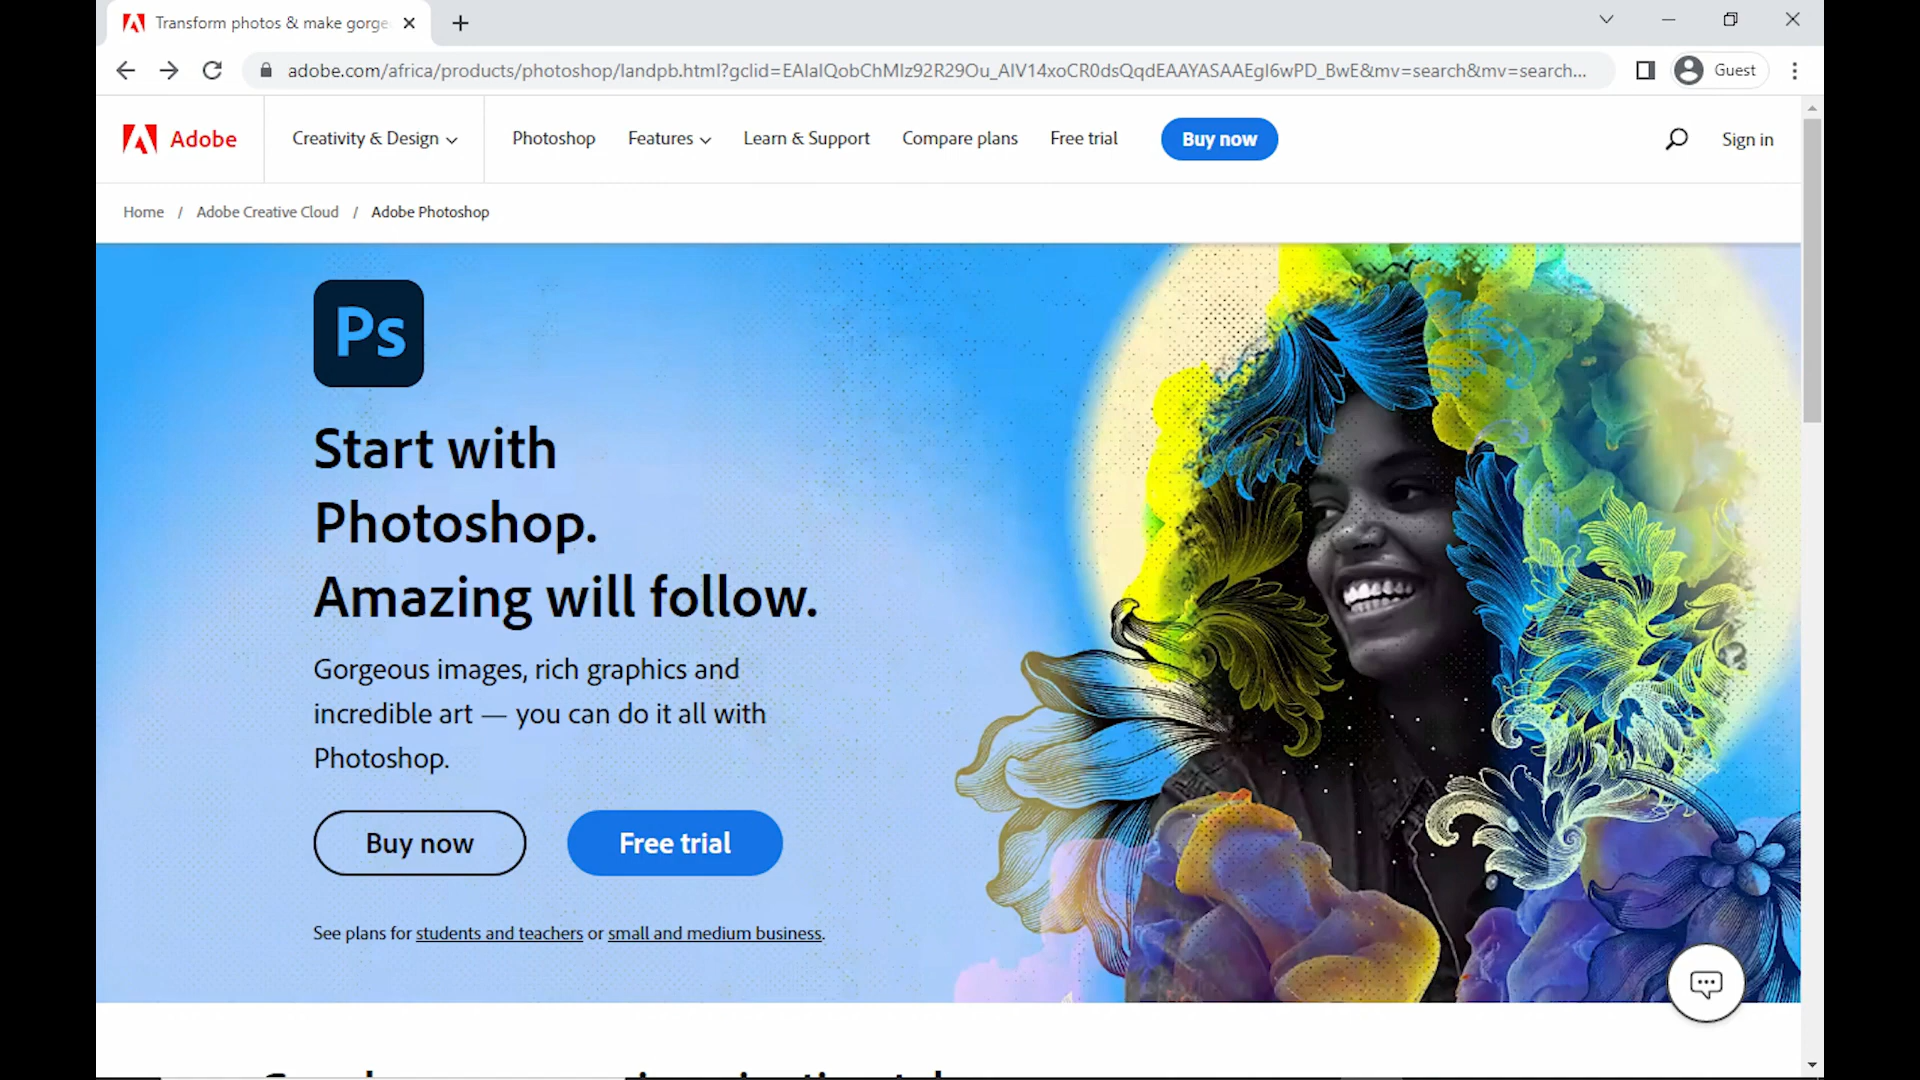 Transform photos & make gorge
adobe.com/africa/products/photoshop/landpb.html?gclid=EAIaIQobChMIz92R29Ou_AIV14xoCR0dsQqdEAAYASAAEgI6wPD_BwE&mv=search&mv=search...
Guest
Adobe
Creativity & Design
Photoshop
Features
Learn & Support
Compare plans
Free trial
Buy now
Sign in
Home / Adobe Creative Cloud / Adobe Photoshop
Ps
Start with
Photoshop.
Amazing will follow.
Gorgeous images, rich graphics and
incredible art — you can do it all with
Photoshop.
Buy now
Free trial
See plans for students and teachers or small and medium business.